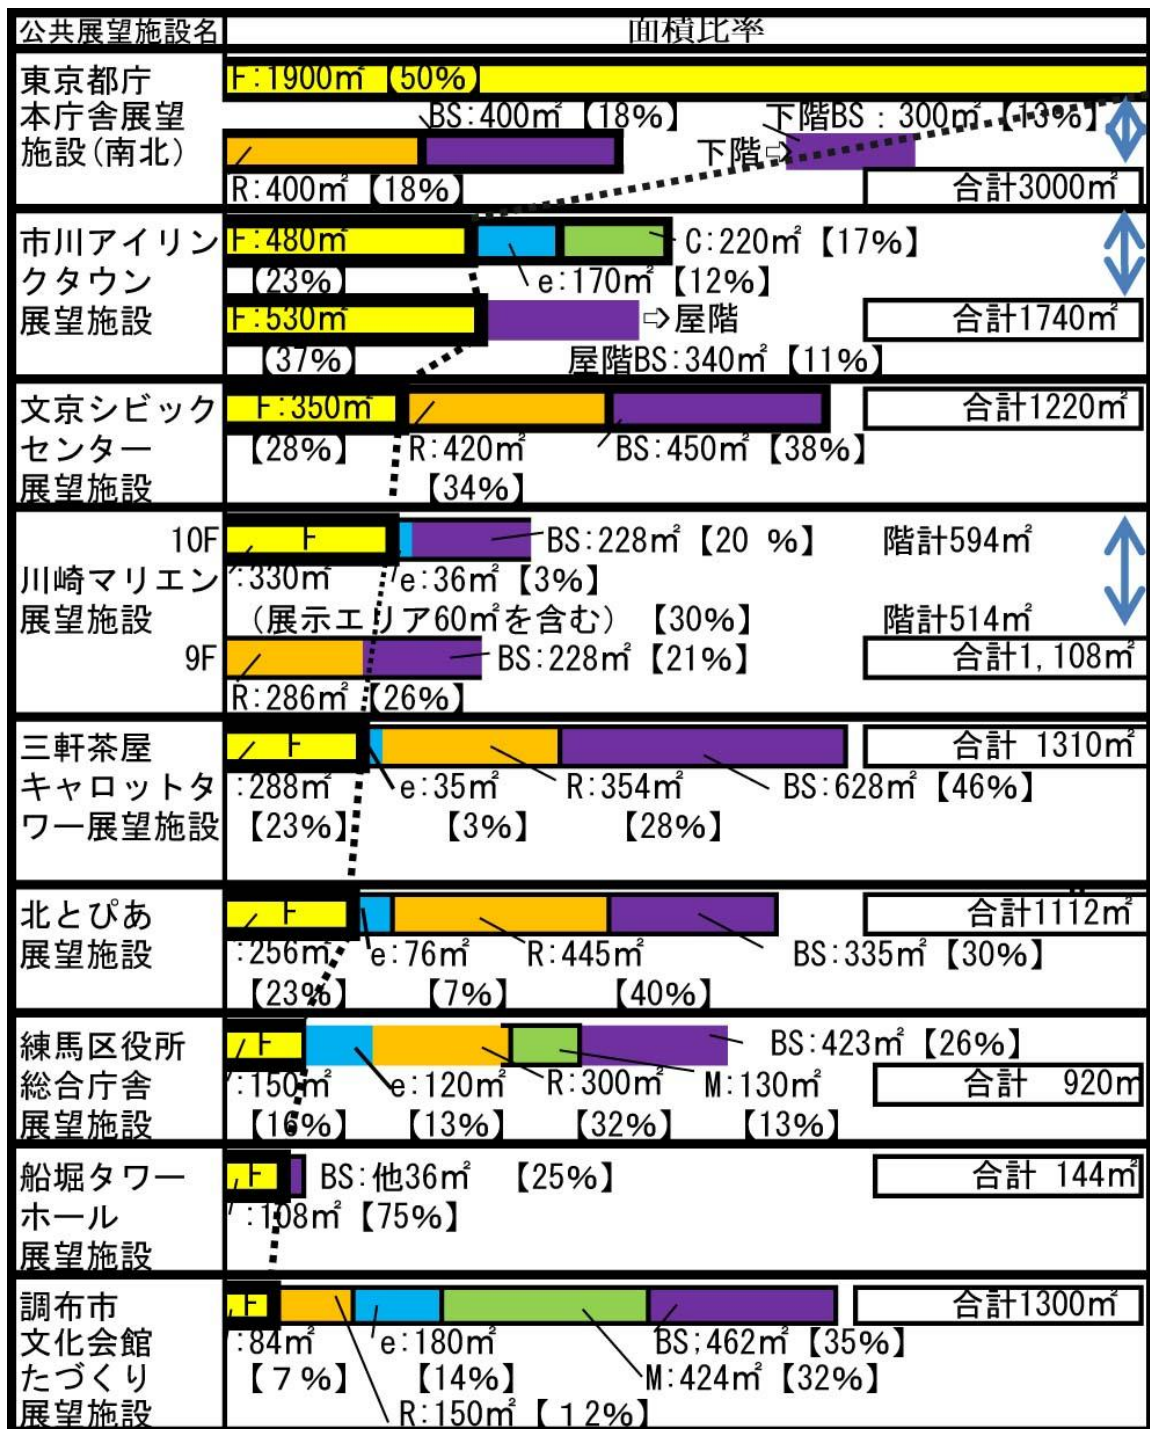 公共展望施設名
面積比率
東京都庁
本庁舎展望
施設(南北)
F:1900㎡【50%】
BS:400㎡【18%】
下階BS：300㎡【13%】
下階⇨
R:400㎡【18%】
合計3000㎡
市川アイリン
クタウン
展望施設
F:480㎡
【23%】
C:220㎡【17%】
e:170㎡【12%】
F:530㎡
【37%】
⇨屋階
屋階BS:340㎡【11%】
合計1740㎡
文京シビック
センター
展望施設
F:350㎡
【28%】
R:420㎡
【34%】
BS:450㎡【38%】
合計1220㎡
川崎マリエン
展望施設
10F
F
:330㎡
e:36㎡【3%】
BS:228㎡【20 %】
階計594㎡
(展示エリア60㎡を含む)【30%】
階計514㎡
9F
BS:228㎡【21%】
R:286㎡【26%】
合計1,108㎡
三軒茶屋
キャロットタ
ワー展望施設
F
:288㎡
【23%】
e:35㎡
【3%】
R:354㎡
【28%】
BS:628㎡【46%】
合計 1310㎡
北とぴあ
展望施設
F
:256㎡
【23%】
e:76㎡
【7%】
R:445㎡
【40%】
BS:335㎡【30%】
合計1112㎡
練馬区役所
総合庁舎
展望施設
F
:150㎡
【16%】
e:120㎡
【13%】
R:300㎡
【32%】
M:130㎡
【13%】
BS:423㎡【26%】
合計 920m
船堀タワー
ホール
展望施設
F
:108㎡【75%】
BS:他36㎡ 【25%】
合計 144㎡
調布市
文化会館
たづくり
展望施設
F
:84㎡
【７%】
e:180㎡
【14%】
BS;462㎡【35%】
M:424㎡【32%】
R:150㎡【１２%】
合計1300㎡